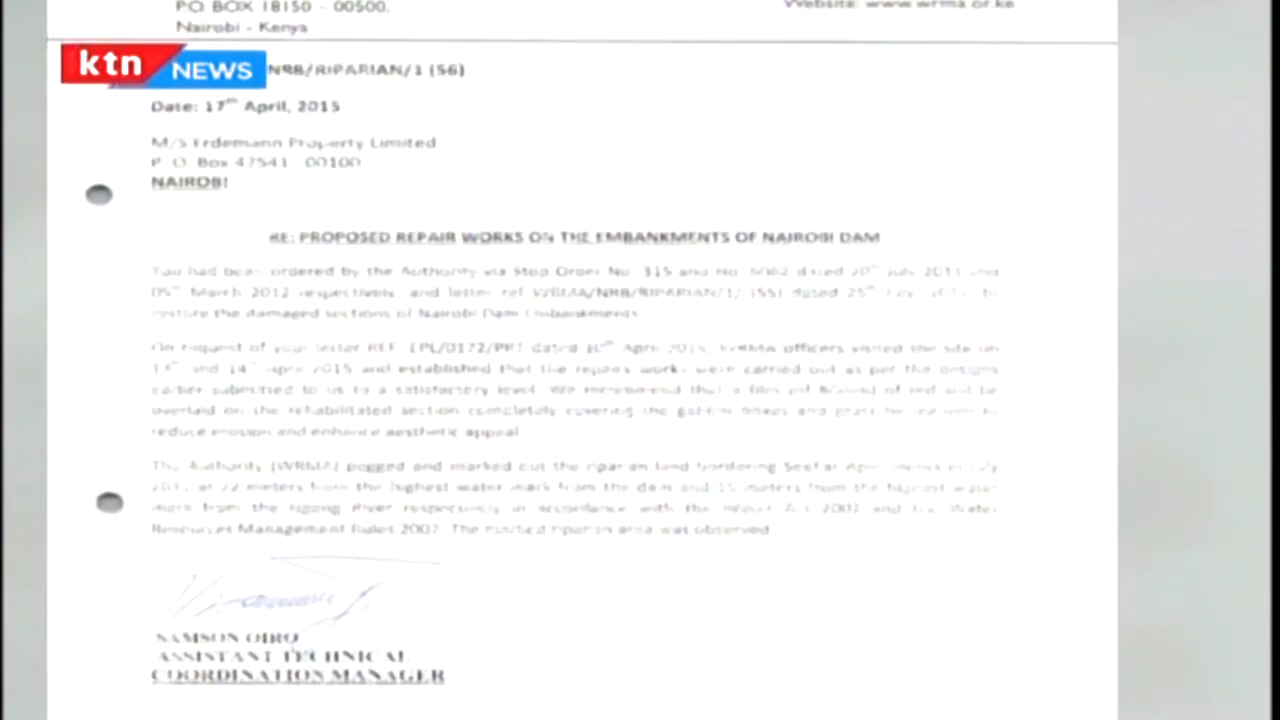 PO BOX 18150 - 00500.
Website: www.wrma.or.ke
Nairobi - Kenya
ktn NEWS
NRB/RIPARIAN/1 (56)
Date: 17th April, 2015
M/S Erdemann Property Limited
P. O. Box 47541 00100
NAIROBI
RE: PROPOSED REPAIR WORKS ON THE EMBANKMENTS OF NAIROBI DAM
You had been ordered by the Authority via Stop Order No. 315 and No. dated 20th July 2011 and
05th March 2012 respectively, and letter ref WRMA/NRB/RIPARIAN/1/ (55) dated 25th
restore the damaged sections of Nairobi Dam Embankments
On request of your letter REF. EPL/0172/PRT dated 10th April 2015, WRMA officers visited the site on
and 14th April 2015 and established that the repairs works were carried out as per the designs
earlier submitted to us to a satisfactory level. We recommend that a film of red soil be
overlaid on the rehabilitated section completely covering the gabion boxes and grass
reduce erosion and enhance aesthetic appeal
The Authority (WRMA) pegged and marked out the riparian land bordering Seefar Apartments in July
at 22 meters from the highest water mark from the dam and 15 meters from the highest water
mark from the Ngong River respectively in accordance with the Water Act 2002 and the Water
Resources Management Rules 2007. The marked riparian area was observed
SAMSON OIRO
ASSISTANT TECHNICAL
COORDINATION MANAGER